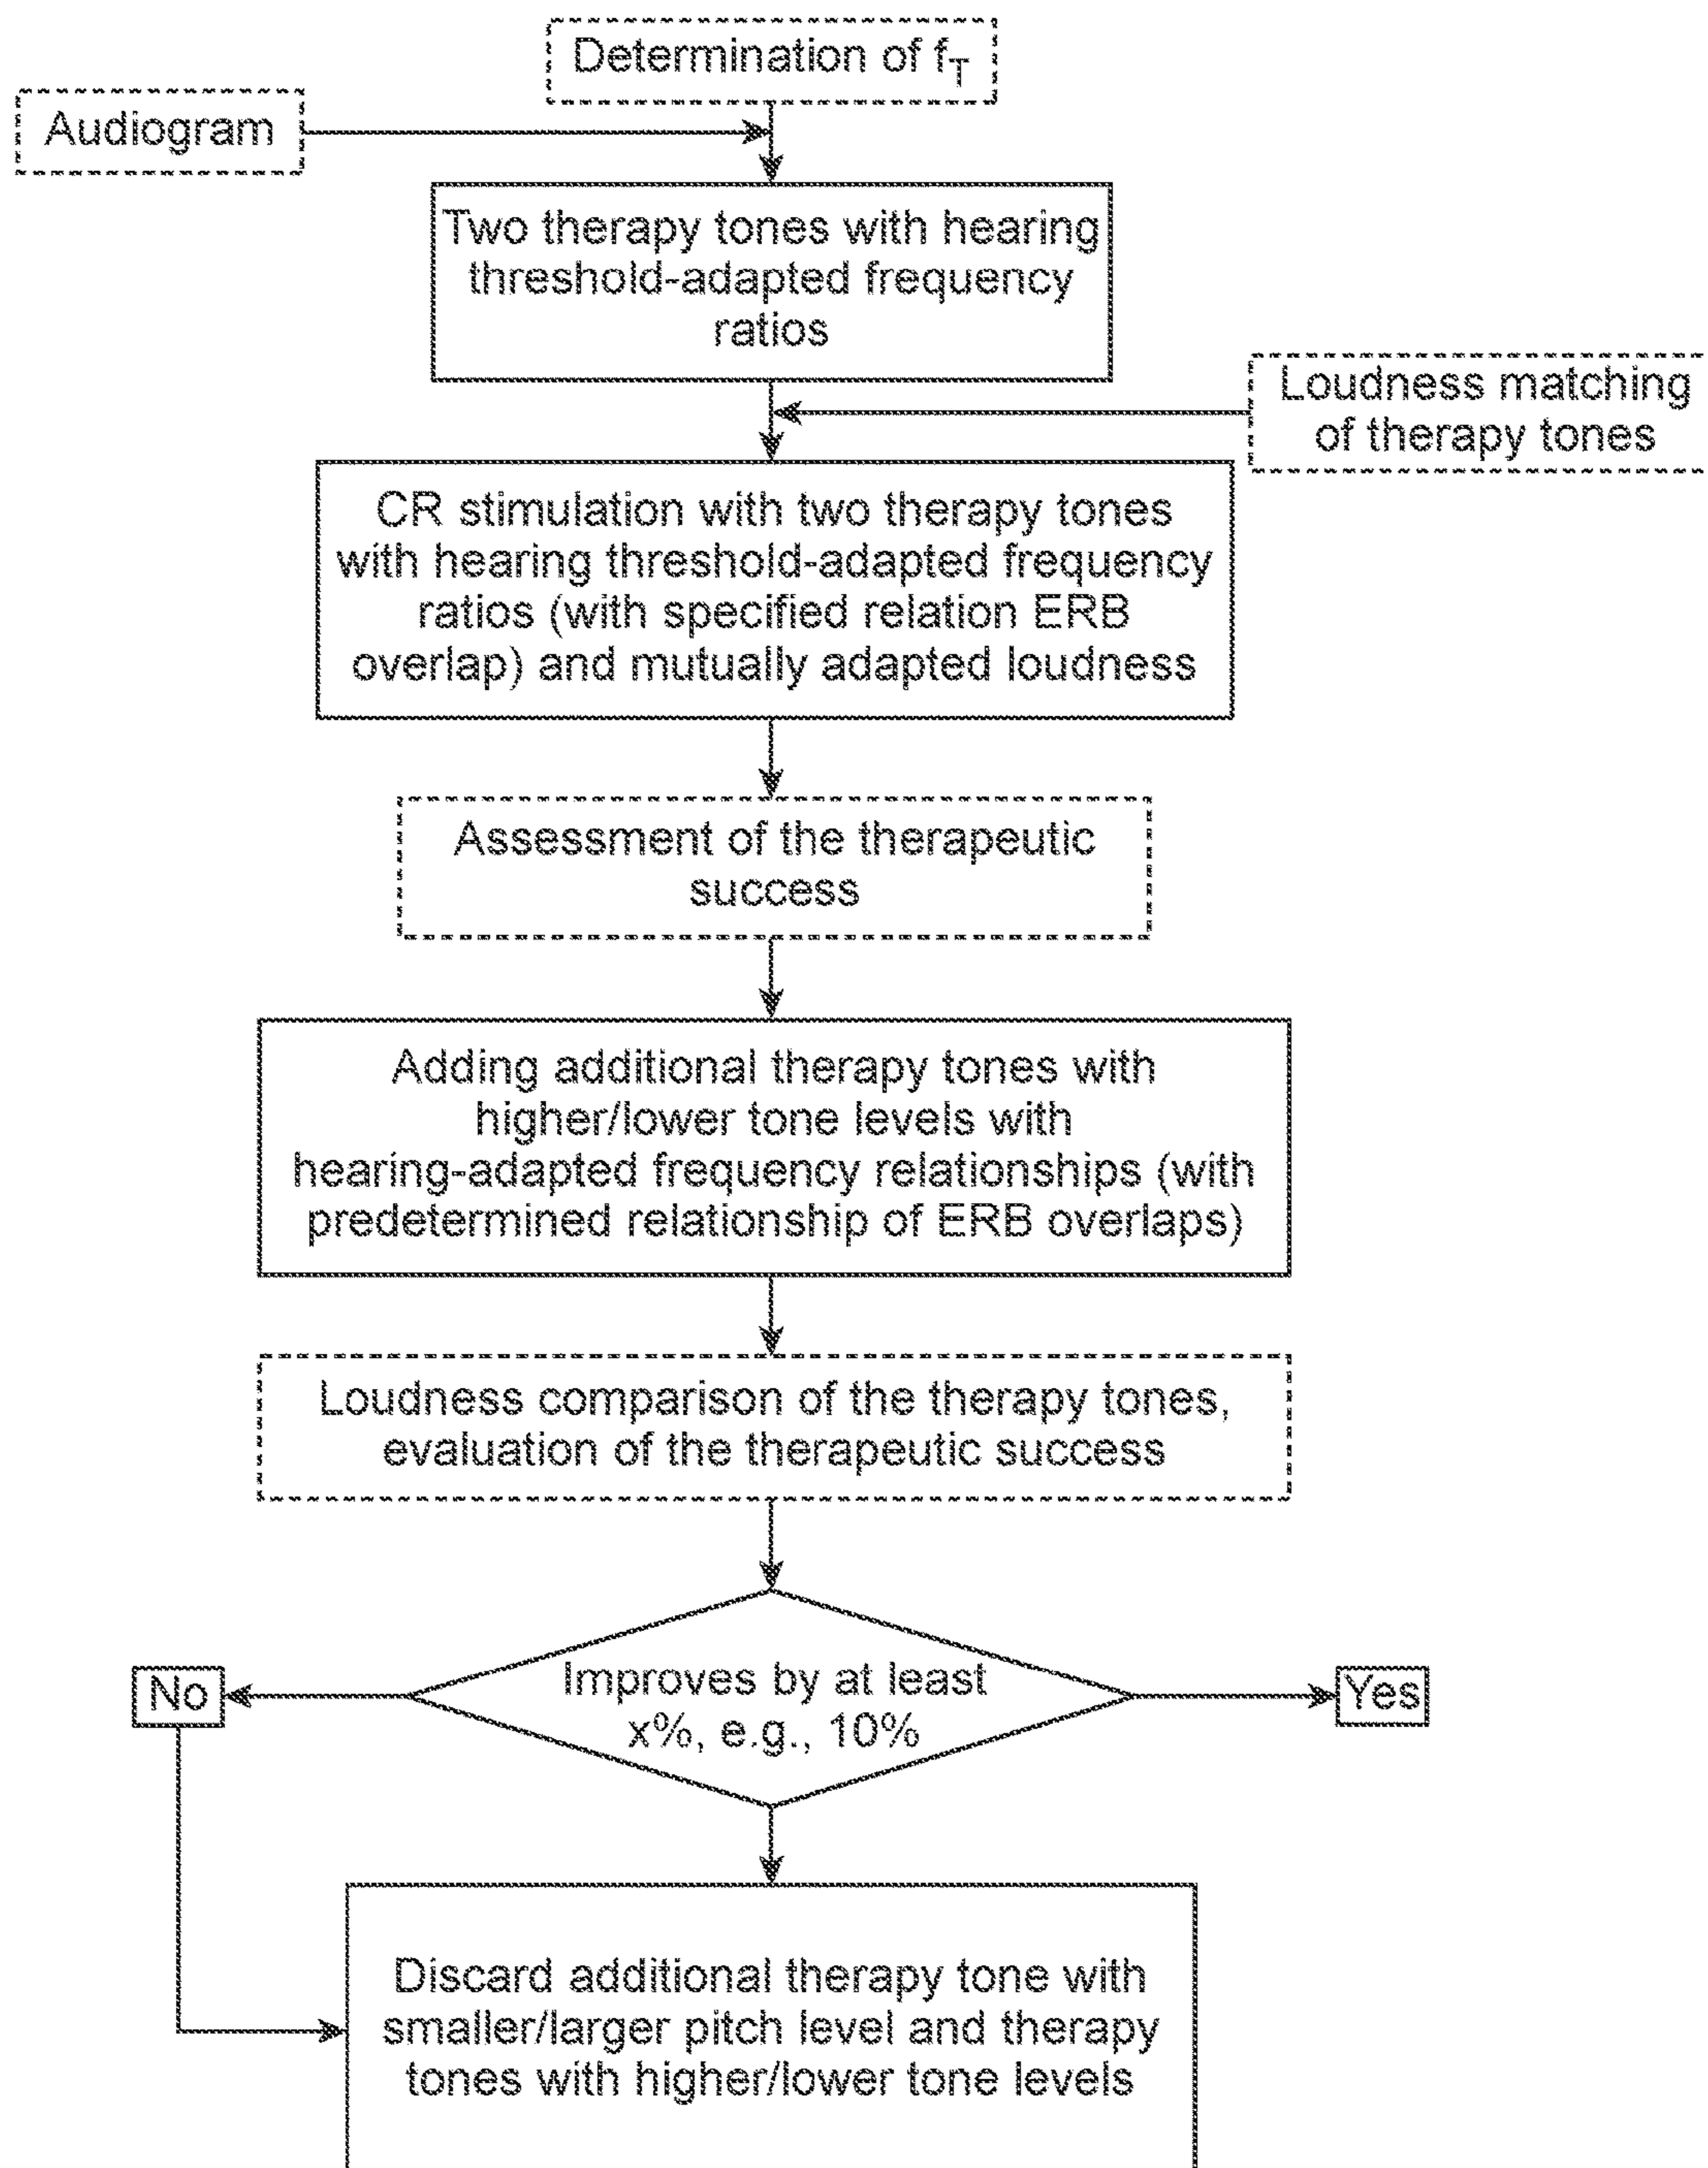 Determination of fT
Audiogram
Two therapy tones with hearing
threshold-adapted frequency
ratios
Loudness matching
of therapy tones
CR stimulation with two therapy tones
with hearing threshold-adapted frequency
ratios (with specified relation ERB
overlap) and mutually adapted loudness
Assessment of the therapeutic
success
Adding additional therapy tones with
higher/lower tone levels with
hearing-adapted frequency relationships (with
predetermined relationship of ERB overlaps)
Loudness comparison of the therapy tones,
evaluation of the therapeutic success
Improves by at least
x%, e.g., 10%
No
Yes
Discard additional therapy tone with
smaller/larger pitch level and therapy
tones with higher/lower tone levels